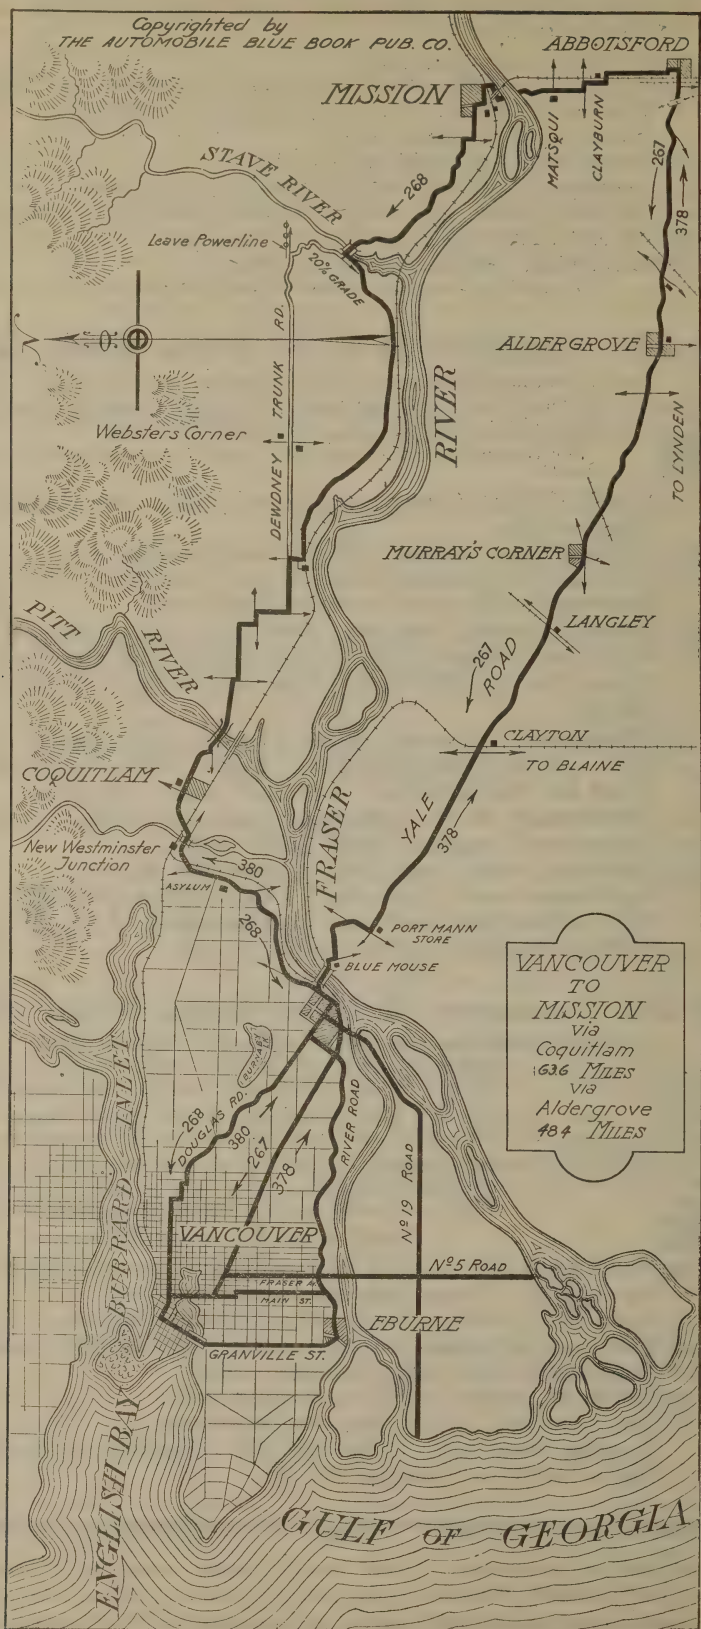 Copyrighted by
THE AUTOMOBILE BLUE BOOK PUB. CO.
ABBOTSFORD
MISSION
MATSQUI
CLAYBURN
STAVE RIVER
268
267
378
Leave Powerline
20% GRADE
N
ALDERGROVE
DEWDNEY TRUNK RD.
RIVER
Websters Corner
TO LYNDEN
MURRAY'S CORNER
PITT RIVER
LANGLEY
267
YALE ROAD
378
CLAYTON
TO BLAINE
COQUITLAM
FRASER
New Westminster
Junction
380
ASYLUM
268
PORT MANN
STORE
BLUE MOUSE
VANCOUVER
TO
MISSION
via
Coquitlam
63.6 MILES
via
Aldergrove
48.4 MILES
BURNABY LK
BURRARD INLET
268
DOUGLAS RD.
380
267
378
RIVER ROAD
Nº 19 ROAD
VANCOUVER
Nº 5 ROAD
FRASER AV.
MAIN ST.
EBURNE
GRANVILLE ST.
ENGLISH BAY
GULF OF GEORGIA